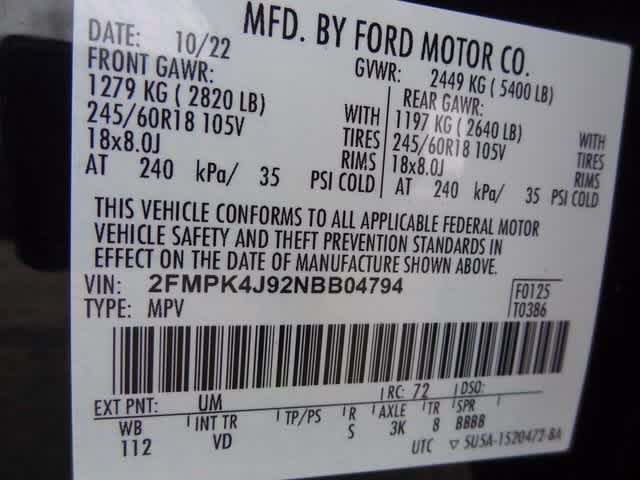 MFD. BY FORD MOTOR CO.
DATE: 10/22
GVWR: 2449 KG (5400 LB)
FRONT GAWR:
1279 KG (2820 LB)
245/60R18 105V
18x8.0J
WITH
TIRES
RIMS
AT 240 kPa/ 35 PSI COLD
REAR GAWR:
1197 KG (2640 LB)
245/60R18 105V
18x8.0J
WITH
TIRES
RIMS
AT 240 kPa/ 35 PSI COLD
THIS VEHICLE CONFORMS TO ALL APPLICABLE FEDERAL MOTOR
VEHICLE SAFETY AND THEFT PREVENTION STANDARDS IN
EFFECT ON THE DATE OF MANUFACTURE SHOWN ABOVE.
VIN: 2FMPK4J92NBB04794
TYPE: MPV
F0125
T0386
EXT PNT: UM RC: 72 DSO:
WB INT TR TP/PS R AXLE TR SPR
112 VD S 3K 8 BBBB
UTC ▽ 5U5A-1520472-BA